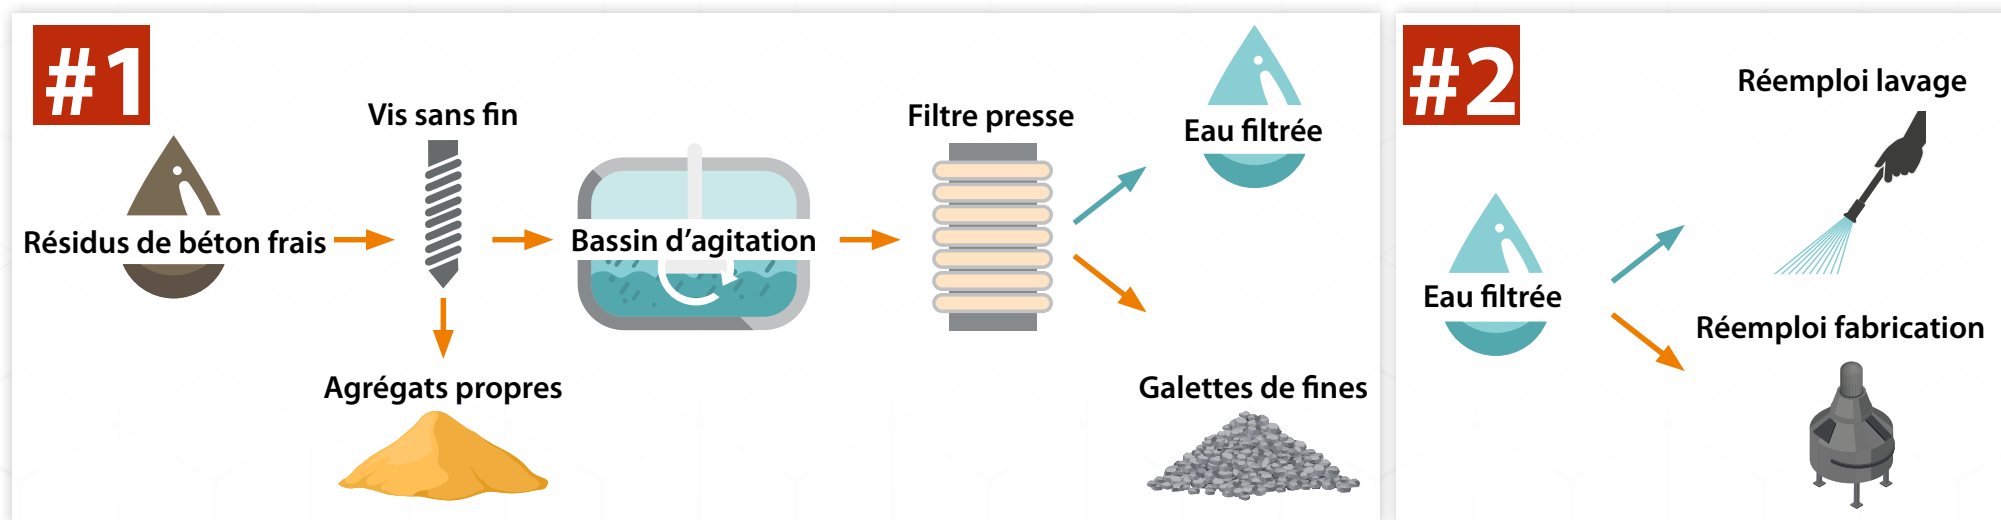 #1
Résidus de béton frais
Vis sans fin
Agrégats propres
Bassin d’agitation
Filtre presse
Eau filtrée
Galettes de fines
#2
Eau filtrée
Réemploi lavage
Réemploi fabrication